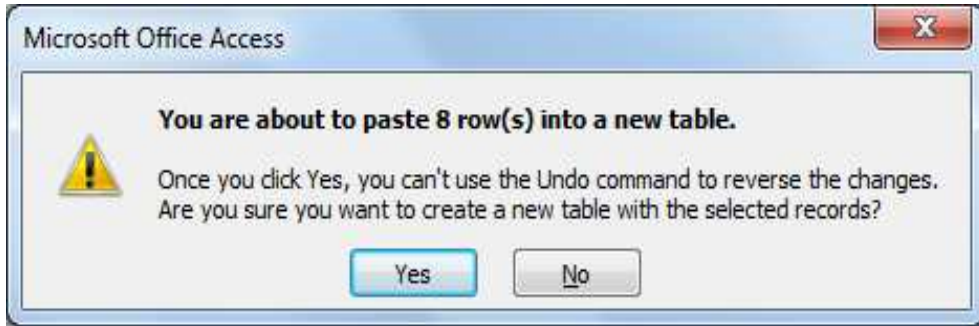 Microsoft Office Access
You are about to paste 8 row(s) into a new table.
Once you click Yes, you can't use the Undo command to reverse the changes.
Are you sure you want to create a new table with the selected records?
Yes No